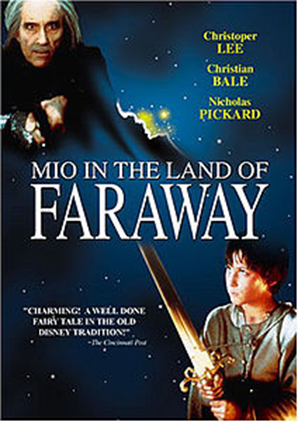 Christoper
LEE
Christian
BALE
Nicholas
PICKARD
MIO IN THE LAND OF
FARAWAY
"CHARMING! A WELL DONE
FAIRY TALE IN THE OLD
DISNEY TRADITION!"
~The Cincinnati Post